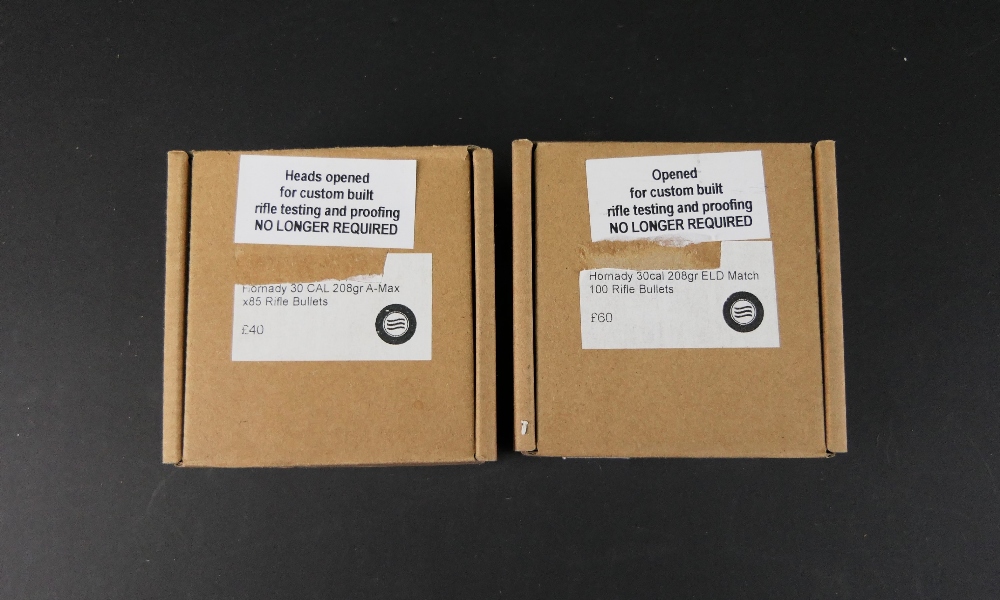 Heads opened
for custom built
rifle testing and proofing
NO LONGER REQUIRED
Hornady 30 CAL 208gr A-Max
x85 Rifle Bullets
£40
Opened
for custom built
rifle testing and proofing
NO LONGER REQUIRED
Hornady 30cal 208gr ELD Match
100 Rifle Bullets
£60